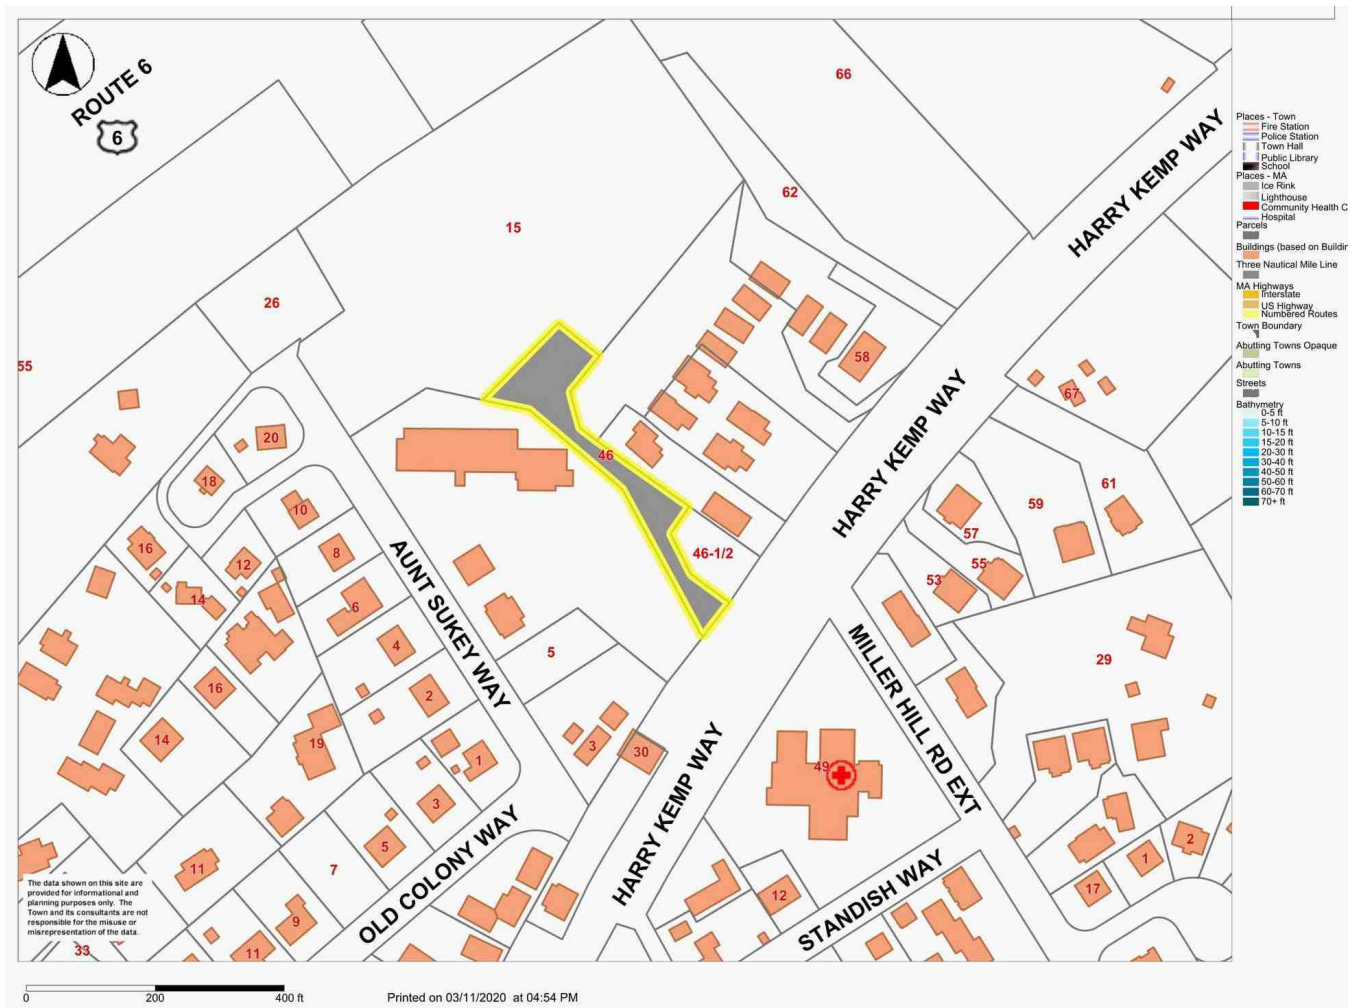 ROUTE 6
6
66
HARRY KEMP WAY
62
15
26
55
58
67
HARRY KEMP WAY
20
18
46
10
61
59
57
16
12
8
46-1/2
55
53
14
6
AUNT SUKEY WAY
4
5
MILLER HILL RD EXT
29
16
2
14
19
3
30
1
49
HARRY KEMP WAY
3
OLD COLONY WAY
5
2
1
11
7
12
STANDISH WAY
17
9
11
33
The data shown on this site are
provided for informational and
planning purposes only. The
Town and its consultants are not
responsible for the misuse or
misrepresentation of the data.
0
200
400 ft
Printed on 03/11/2020 at 04:54 PM
Places - Town
Fire Station
Police Station
Town Hall
Public Library
School
Places - MA
Ice Rink
Lighthouse
Community Health C
Hospital
Parcels
Buildings (based on Buildin
Three Nautical Mile Line
MA Highways
Interstate
US Highway
Numbered Routes
Town Boundary
Abutting Towns Opaque
Abutting Towns
Streets
Bathymetry
0-5 ft
5-10 ft
10-15 ft
15-20 ft
20-30 ft
30-40 ft
40-50 ft
50-60 ft
60-70 ft
70+ ft